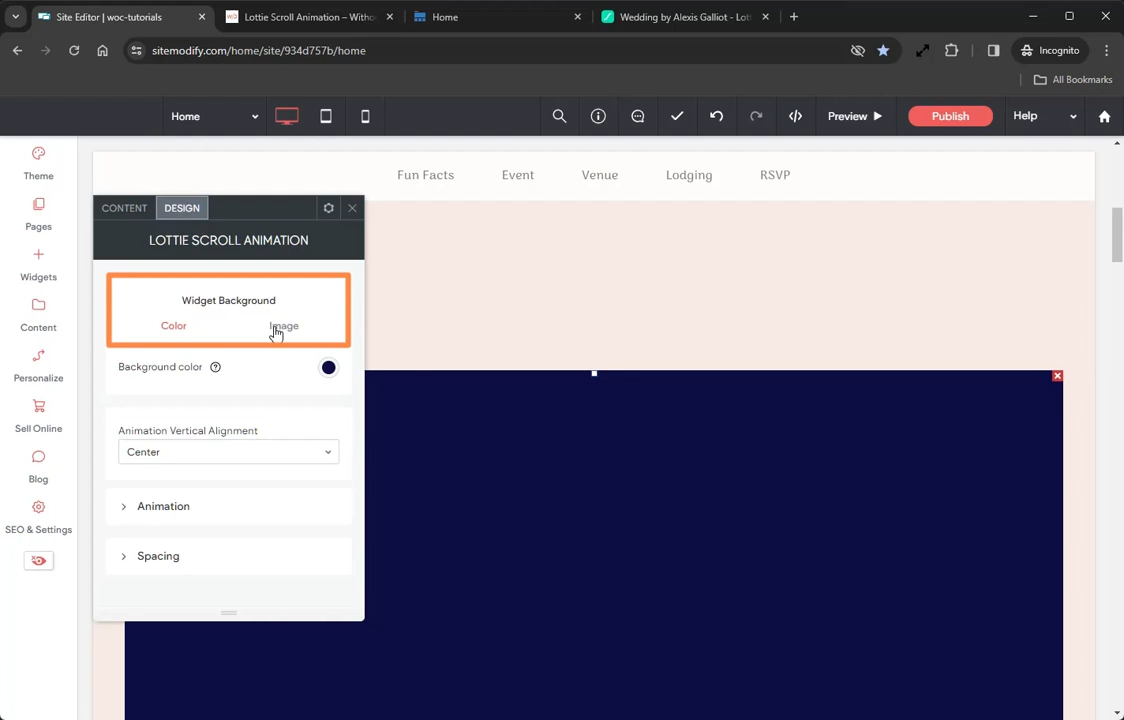 Site Editor | woc-tutorials
Lottie Scroll Animation – Witho
Home
Wedding by Alexis Galliot - Lot
sitemodify.com/home/site/934d757b/home
Incognito
All Bookmarks
Home
Preview
Publish
Help
Theme
Pages
Widgets
Content
Personalize
Sell Online
Blog
SEO & Settings
Fun Facts
Event
Venue
Lodging
RSVP
CONTENT
DESIGN
LOTTIE SCROLL ANIMATION
Widget Background
Color
Image
Background color
Animation Vertical Alignment
Center
Animation
Spacing